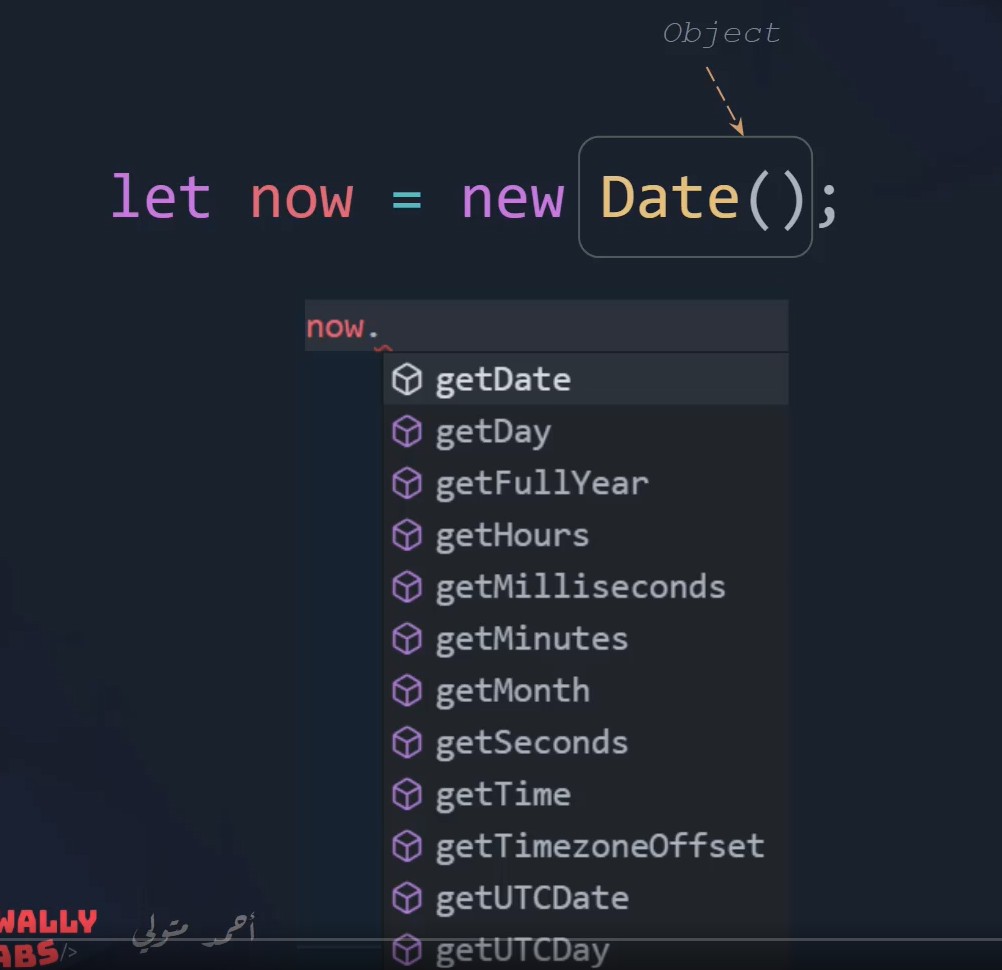 Object
let now = new Date();
now.
getDate
getDay
getFullYear
getHours
getMilliseconds
getMinutes
getMonth
getSeconds
getTime
getTimezoneOffset
getUTCDate
getUTCDay
WALLY
ABS/>
أحمد متولي